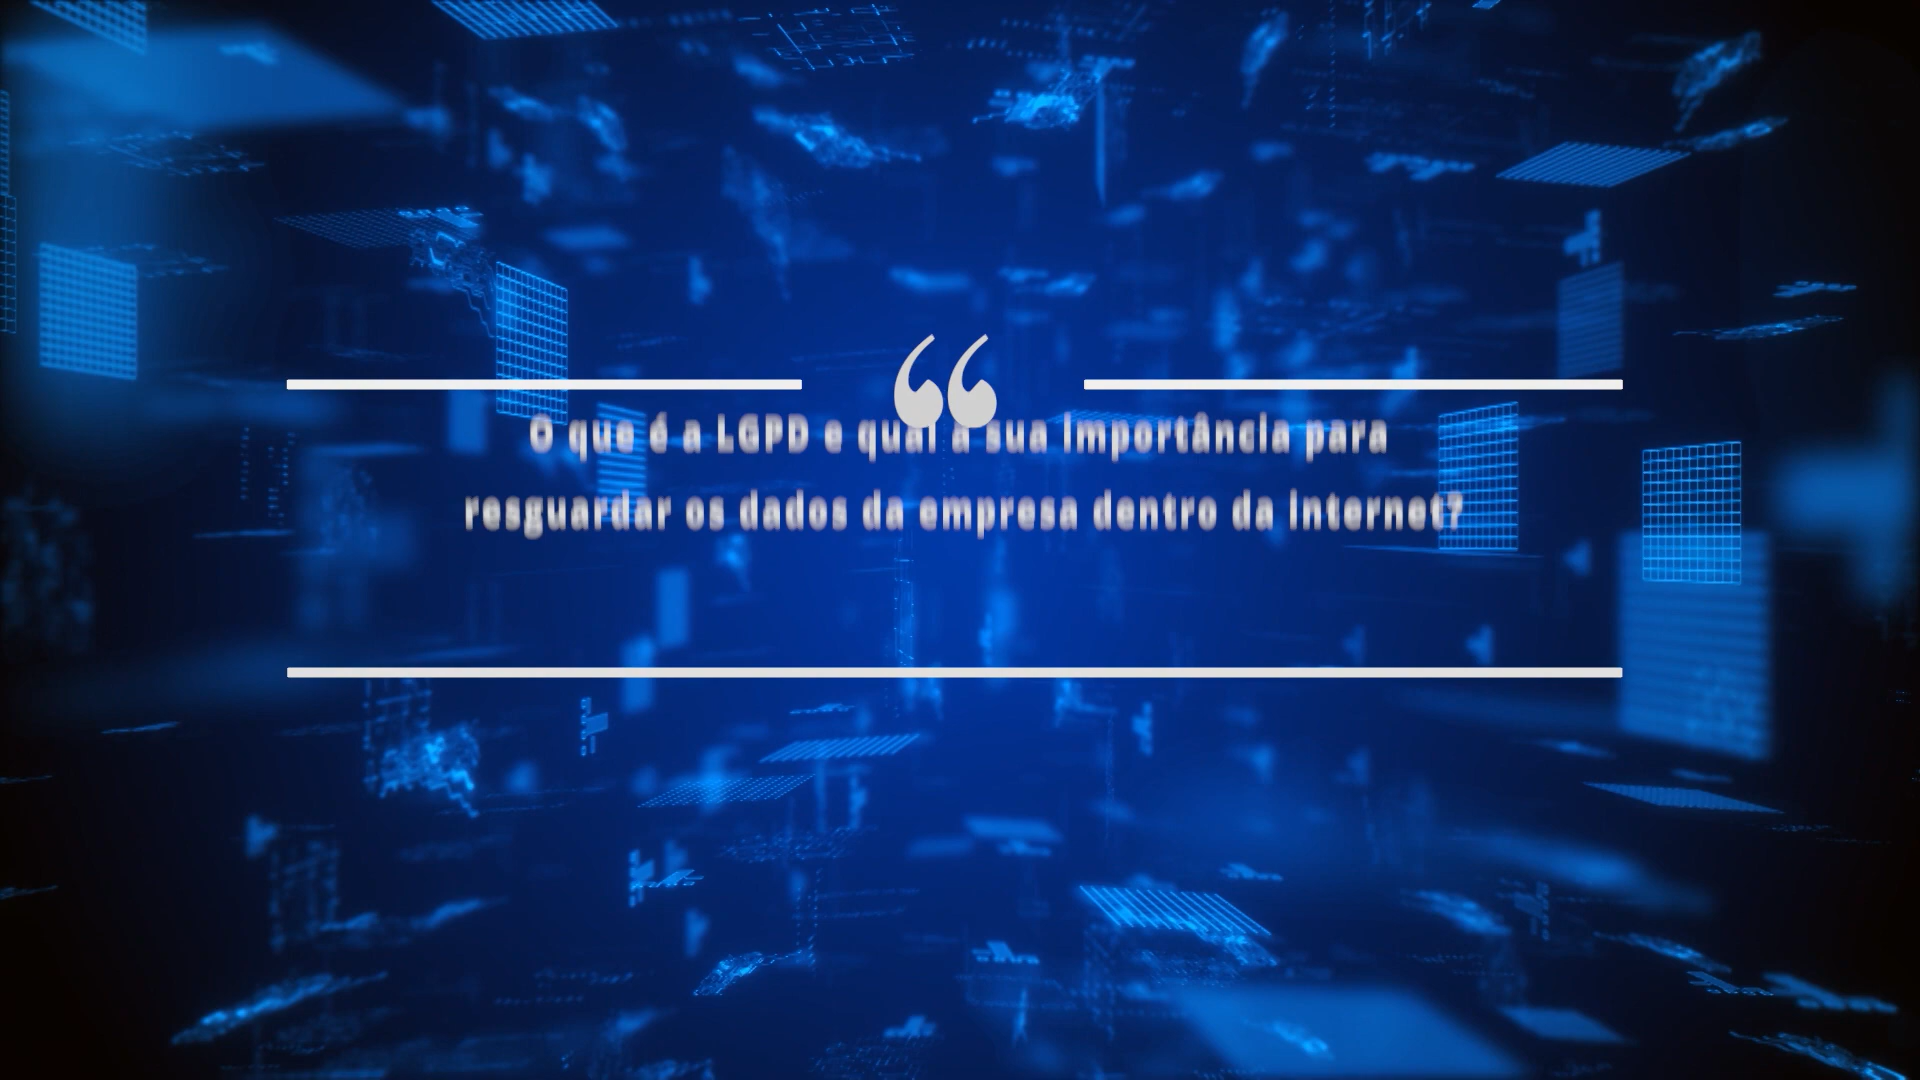 “
O que é a LGPD e qual a sua importância para
resguardar os dados da empresa dentro da internet?